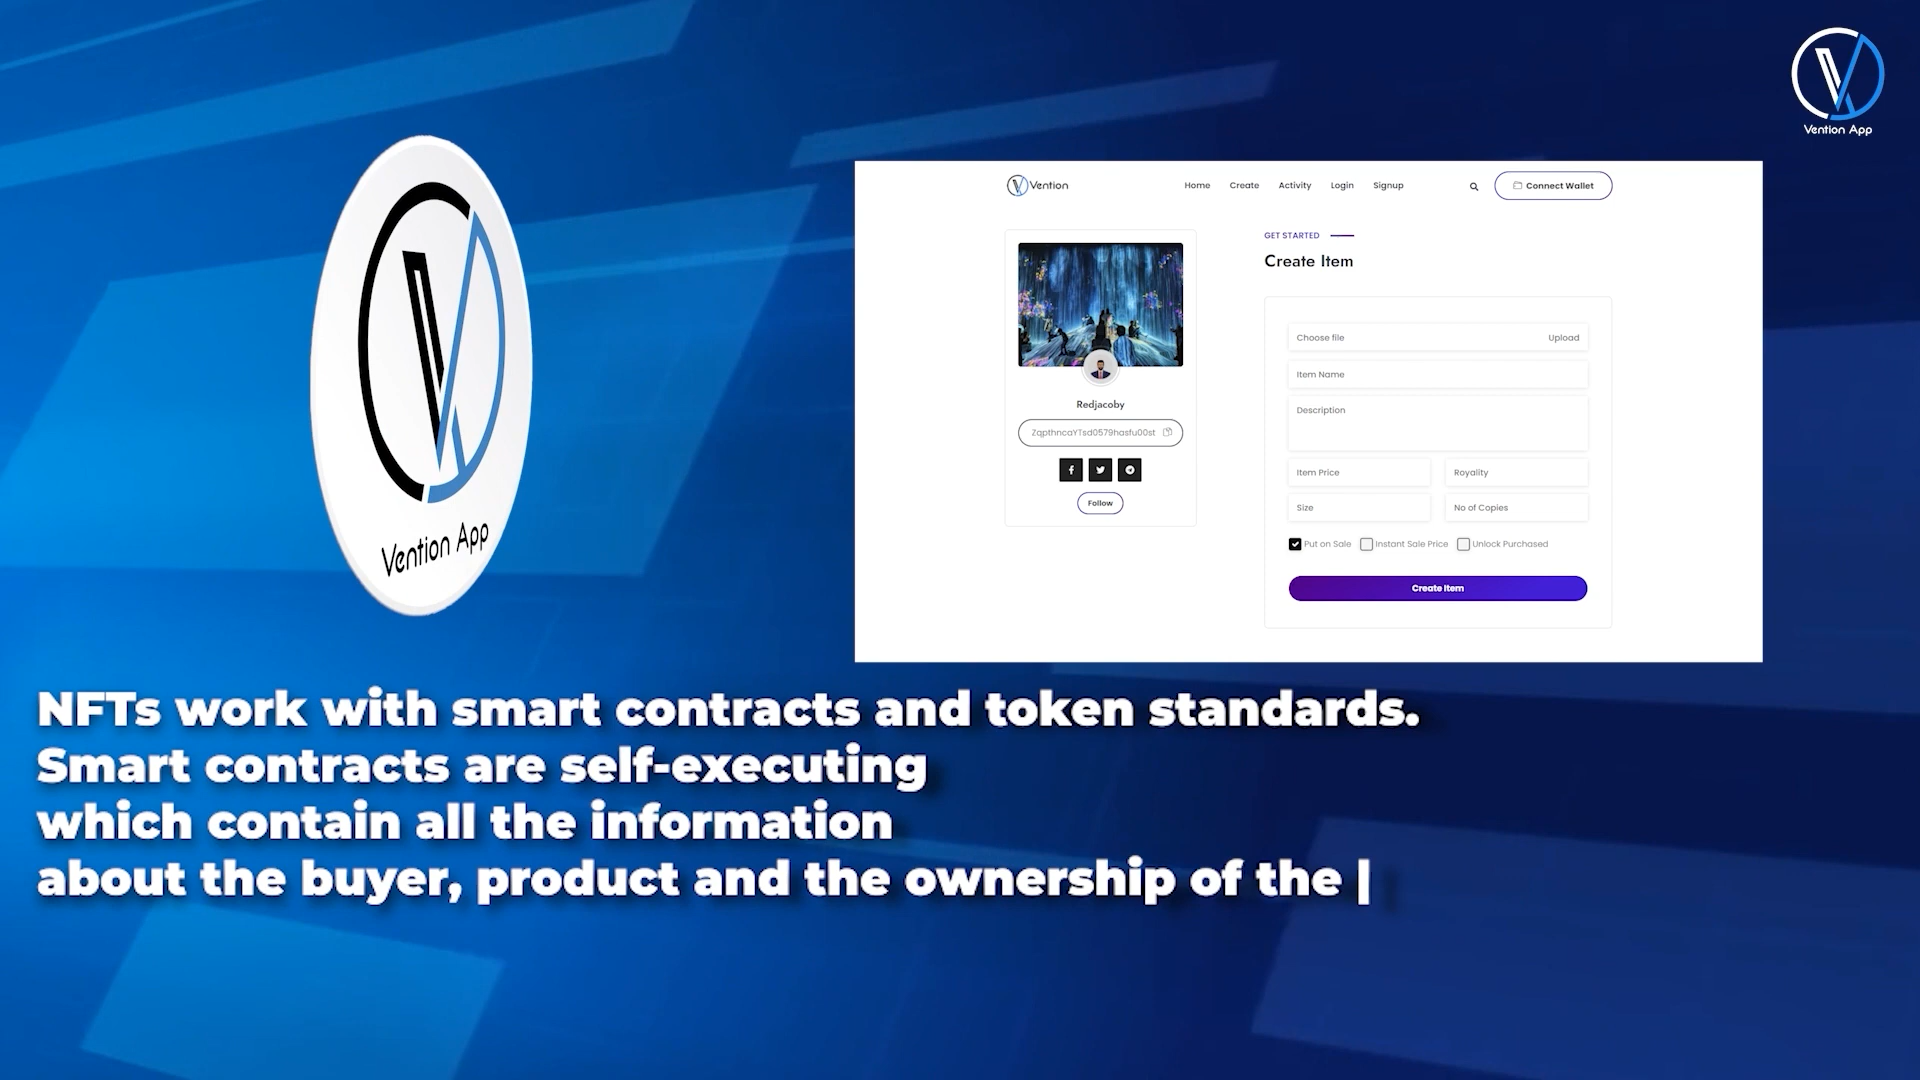 Vention App
Vention App
Vention
Home Create Activity Login Signup
Connect Wallet
Redjacoby
ZqpthncaYTsd0579hasfu00st
Follow
GET STARTED
Create Item
Choose file Upload
Item Name
Description
Item Price Royality
Size No of Copies
Put on Sale Instant Sale Price Unlock Purchased
Create Item
NFTs work with smart contracts and token standards.
Smart contracts are self-executing
which contain all the information
about the buyer, product and the ownership of the |